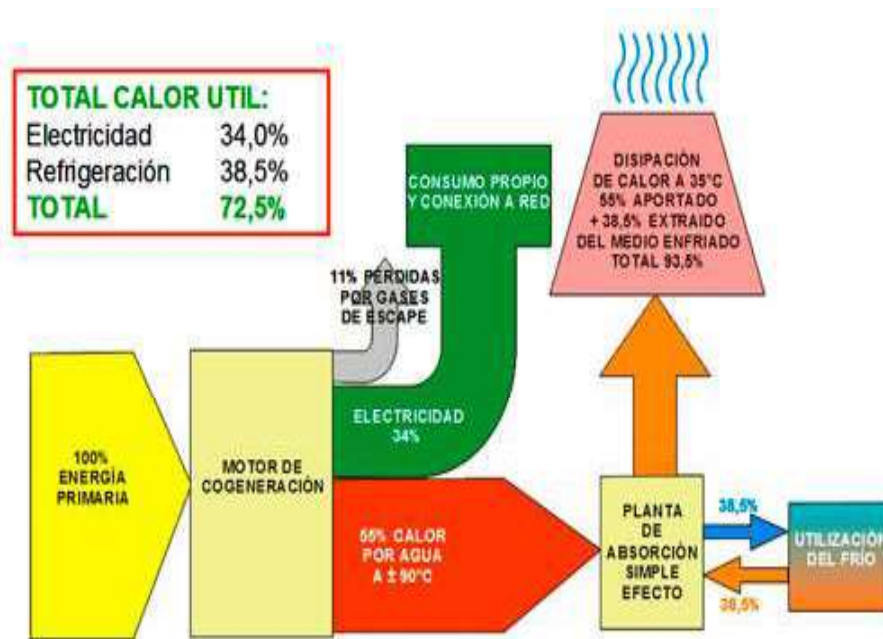 TOTAL CALOR UTIL:
Electricidad 34,0%
Refrigeración 38,5%
TOTAL 72,5%
CONSUMO PROPIO
Y CONEXIÓN A RED
DISIPACIÓN
DE CALOR A 35°C
55% APORTADO
+ 38,5% EXTRAIDO
DEL MEDIO ENFRIADO
TOTAL 93,5%
11% PÉRDIDAS
POR GASES
DE ESCAPE
ELECTRICIDAD
34%
100%
ENERGÍA
PRIMARIA
MOTOR DE
COGENERACIÓN
55% CALOR
POR AGUA
A ± 90°C
PLANTA
DE
ABSORCIÓN
SIMPLE
EFECTO
38,5%
38,5%
UTILIZACIÓN
DEL FRÍO